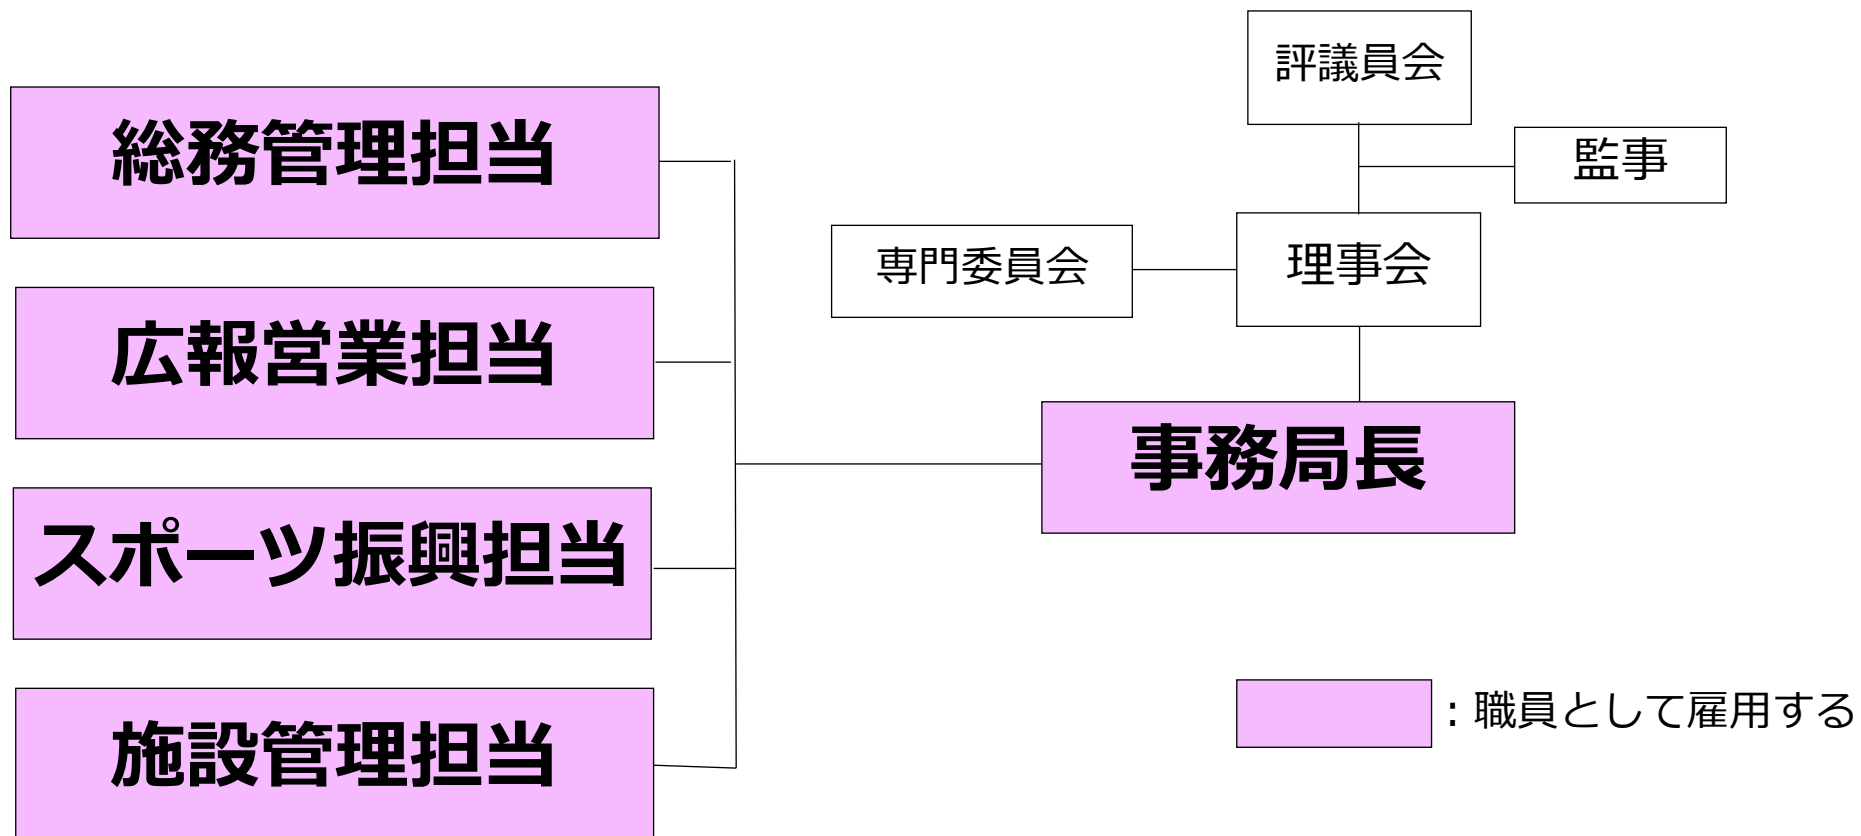 評議員会
総務管理担当
監事
専門委員会
理事会
広報営業担当
事務局長
スポーツ振興担当
：職員として雇用する
施設管理担当